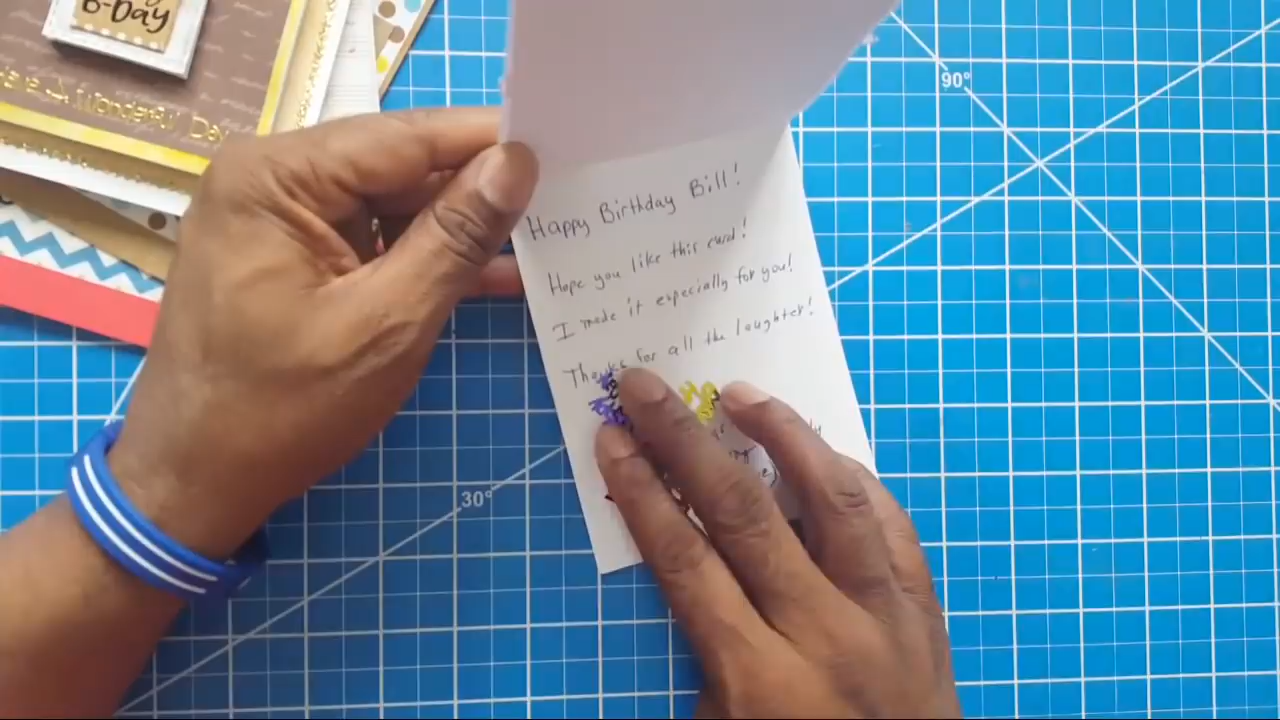 B-Day
Have A Wonderful Day
90°
Happy Birthday Bill!
Hope you like this card!
I made it especially for you!
Thanks for all the laughter!
30°